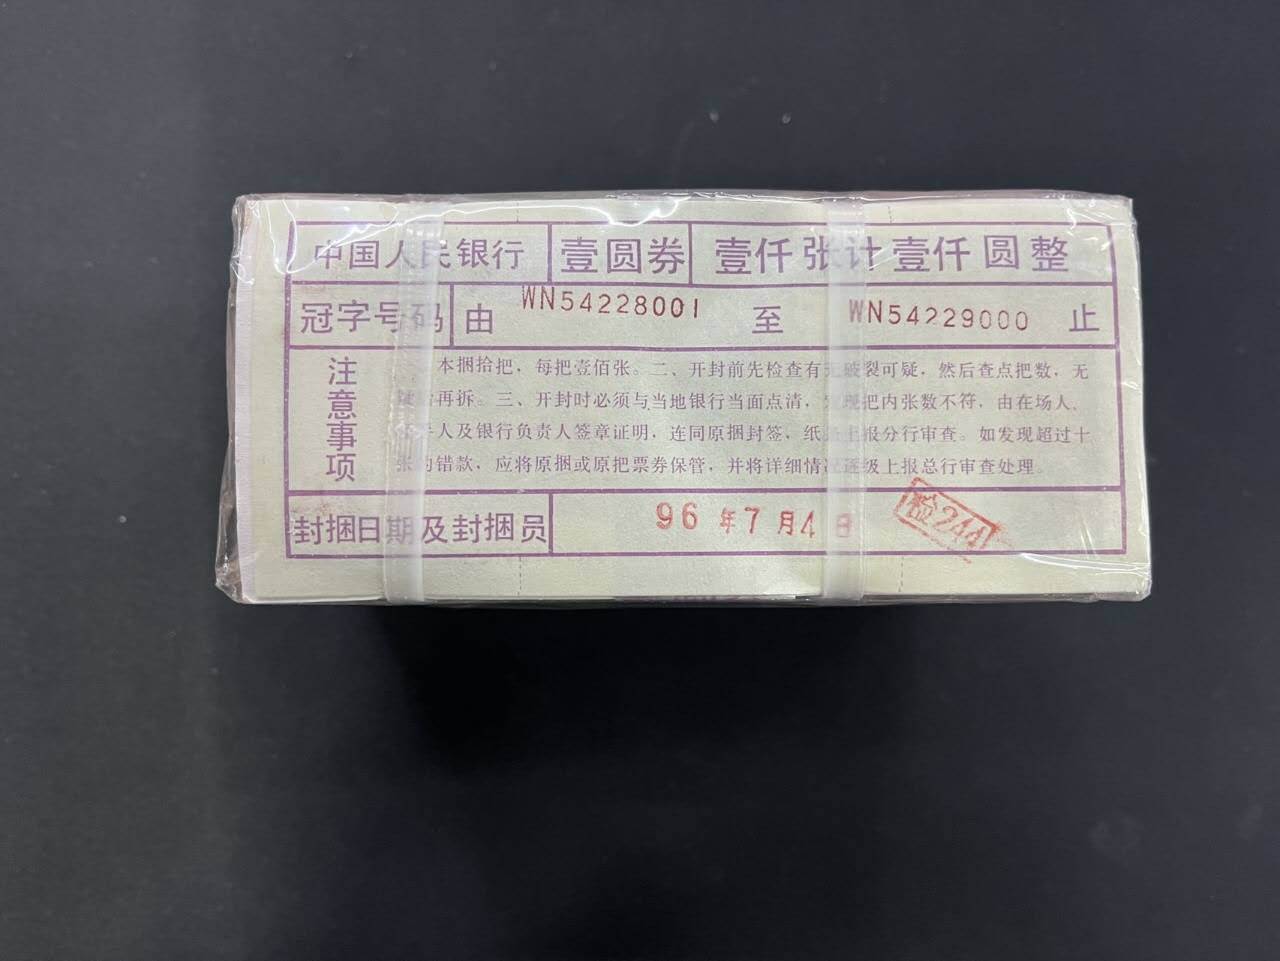 中国人民银行 壹圆券 壹仟张计壹仟圆整
冠字号码 由 WN54228001 至 WN54229000 止
注意事项
本捆拾把，每把壹佰张。二、开封前先检查有无破裂可疑，然后查点把数，无
再拆。三、开封时必须与当地银行当面点清，发现把内张数不符，由在场人、
人及银行负责人签章证明，连同原捆封签，纸条上报分行审查。如发现超过十
张的错款，应将原捆或原把票券保管，并将详细情况逐级上报总行审查处理。
封捆日期及封捆员 96年7月4日 检244